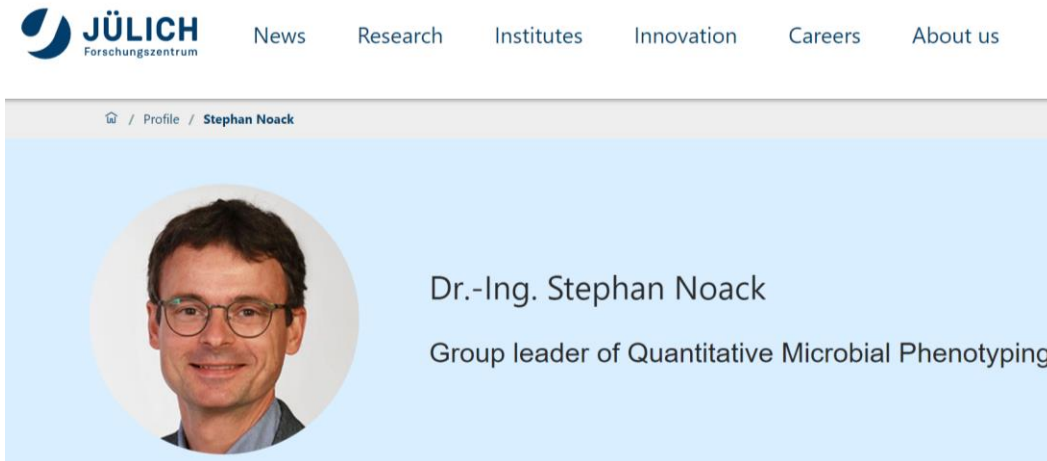 JÜLICH
Forschungszentrum
News Research Institutes Innovation Careers About us
/ Profile / Stephan Noack
Dr.-Ing. Stephan Noack
Group leader of Quantitative Microbial Phenotyping